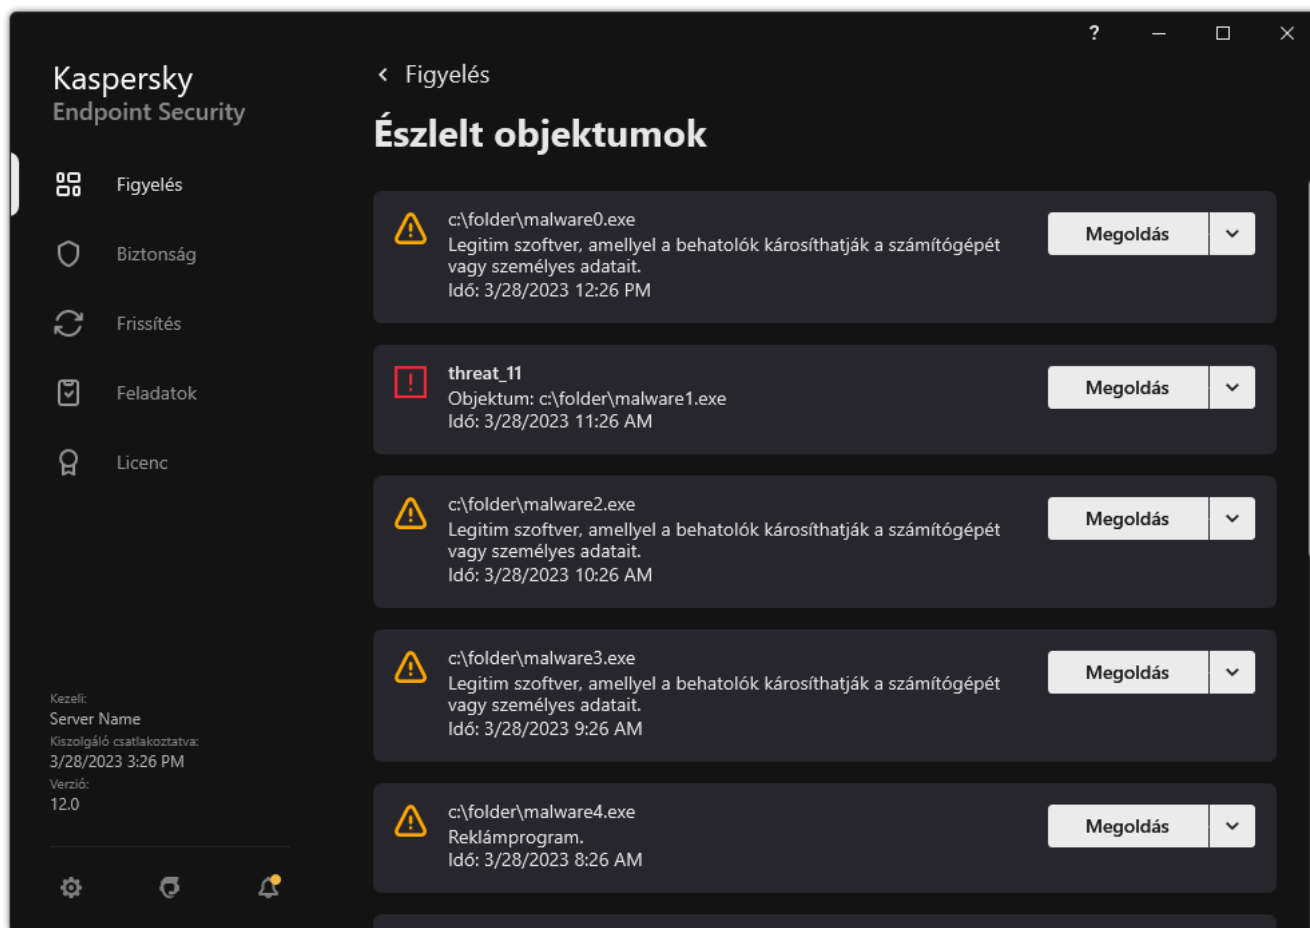 ?
Kaspersky
Endpoint Security
Figyelés
Biztonság
Frissítés
Feladatok
Licenc
Kezeli:
Server Name
Kiszolgáló csatlakoztatva:
3/28/2023 3:26 PM
Verzió:
12.0
Figyelés
Észlelt objektumok
c:\folder\malware0.exe
Legitim szoftver, amellyel a behatolók károsíthatják a számítógépét
vagy személyes adatait.
Idő: 3/28/2023 12:26 PM
Megoldás
threat_11
Objektum: c:\folder\malware1.exe
Idő: 3/28/2023 11:26 AM
Megoldás
c:\folder\malware2.exe
Legitim szoftver, amellyel a behatolók károsíthatják a számítógépét
vagy személyes adatait.
Idő: 3/28/2023 10:26 AM
Megoldás
c:\folder\malware3.exe
Legitim szoftver, amellyel a behatolók károsíthatják a számítógépét
vagy személyes adatait.
Idő: 3/28/2023 9:26 AM
Megoldás
c:\folder\malware4.exe
Reklámprogram.
Idő: 3/28/2023 8:26 AM
Megoldás